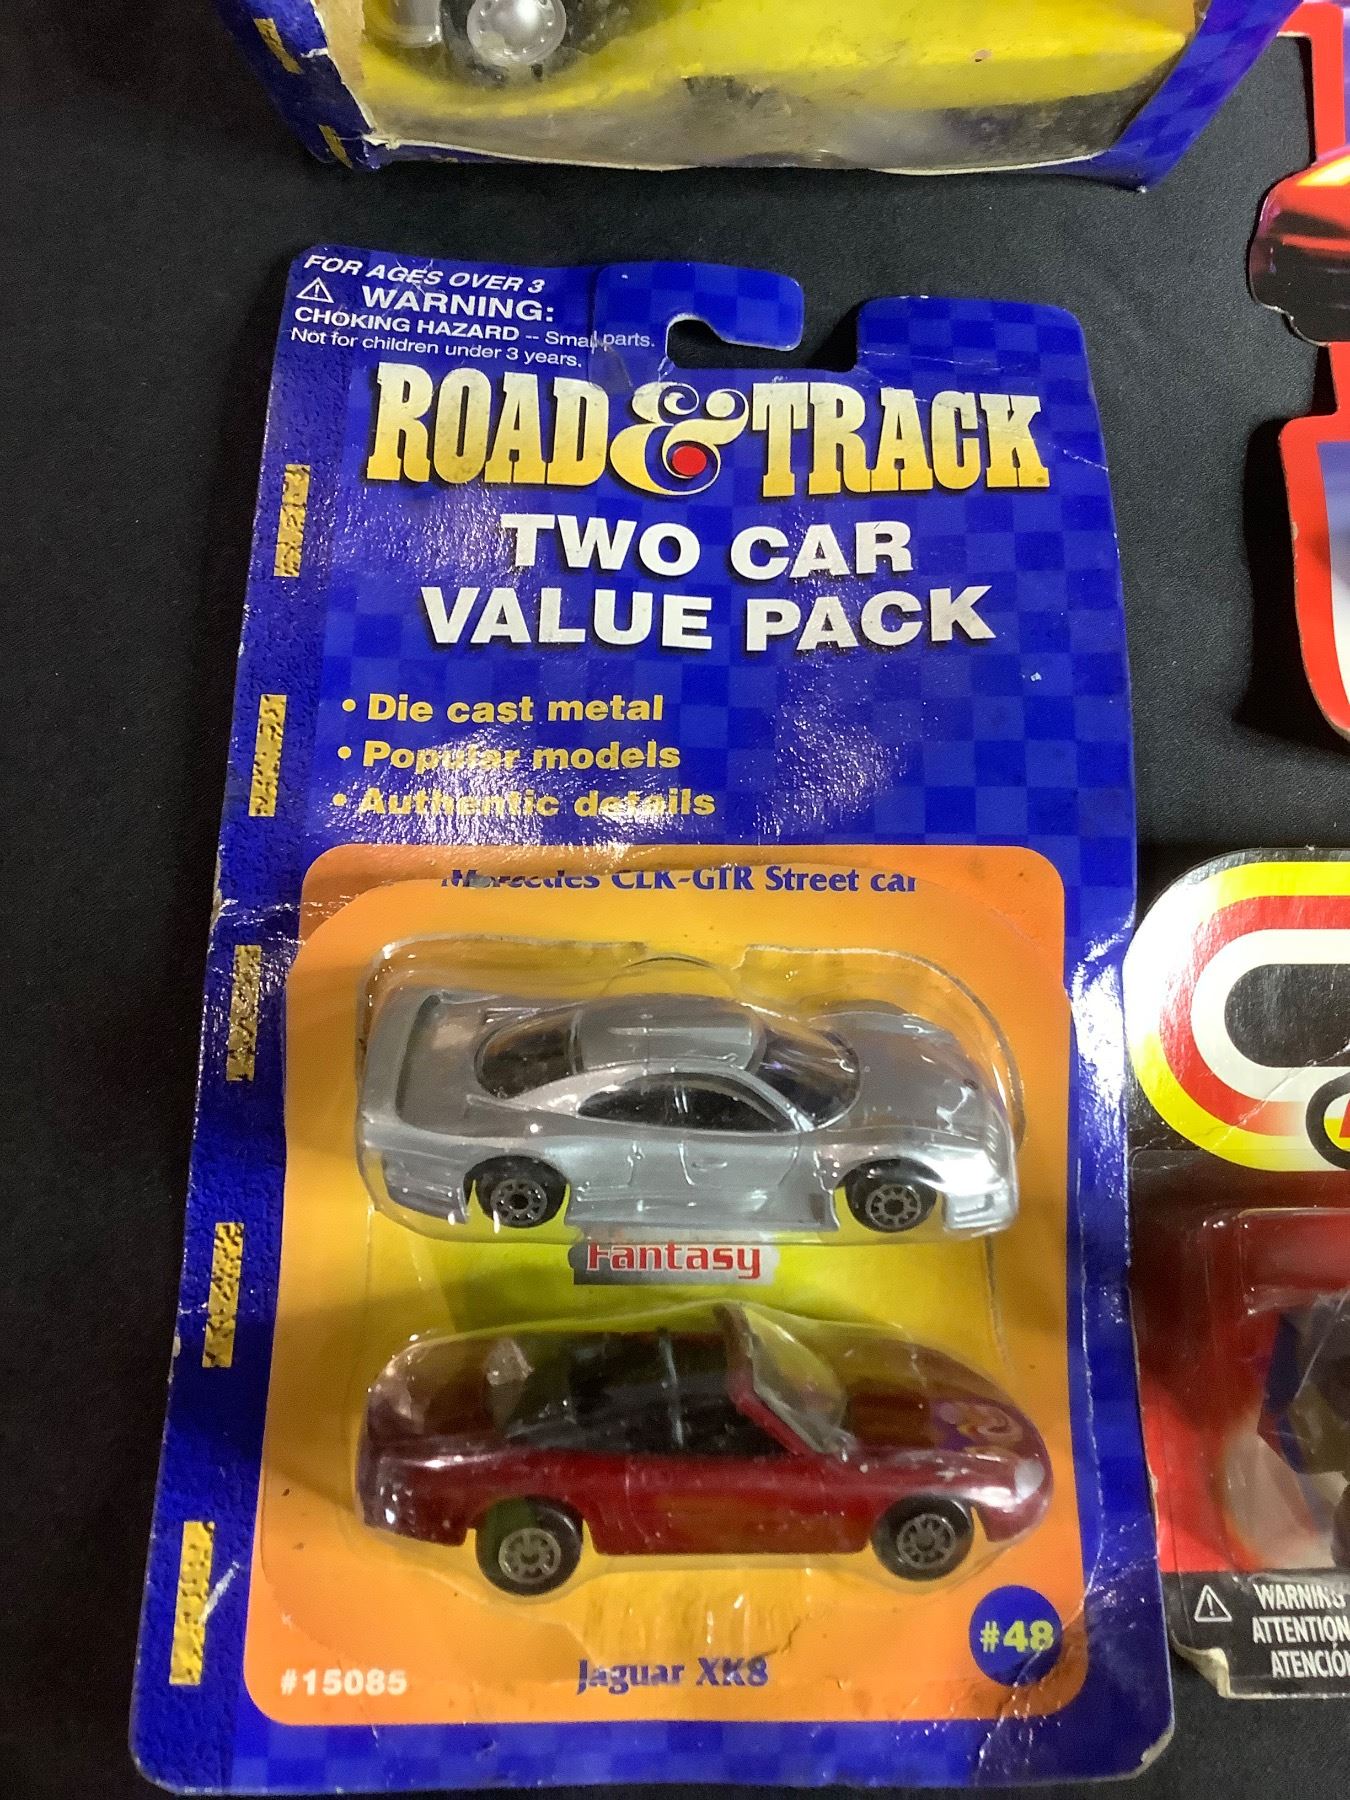 FOR AGES OVER 3
WARNING:
CHOKING HAZARD -- Small parts.
Not for children under 3 years.
ROAD & TRACK
TWO CAR
VALUE PACK
• Die cast metal
• Popular models
• Authentic details
Mercedes CLK-GTR Street car
Fantasy
#48
#15085
Jaguar XK8
WARNING
ATTENTION
ATENCIÓN